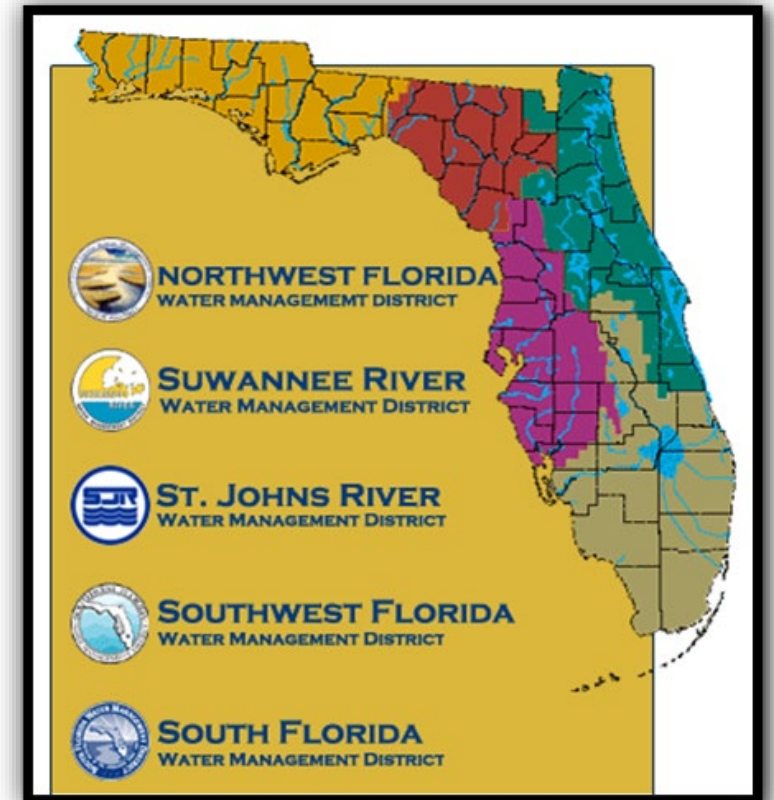 NORTHWEST FLORIDA
WATER MANAGEMEMT DISTRICT
SUWANNEE RIVER
WATER MANAGEMENT DISTRICT
SJR
ST. JOHNS RIVER
WATER MANAGEMENT DISTRICT
SOUTHWEST FLORIDA
WATER MANAGEMENT DISTRICT
SOUTH FLORIDA
WATER MANAGEMENT DISTRICT